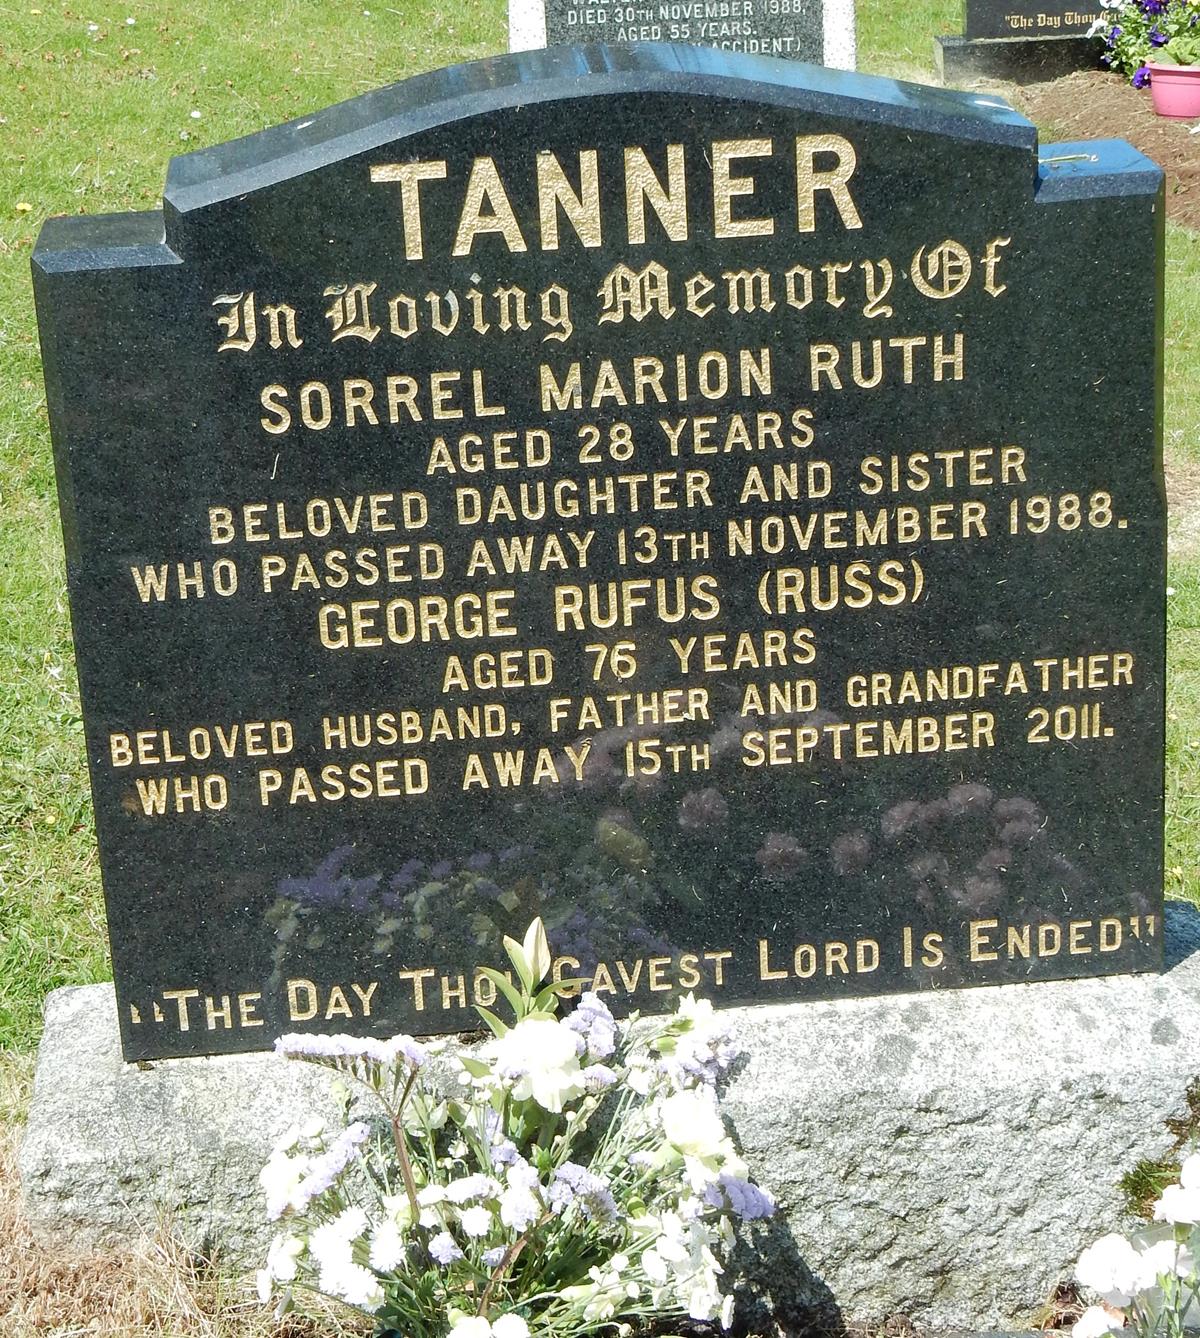 DIED 30TH NOVEMBER 1988,
AGED 55 YEARS.
ACCIDENT)
"The Day Thou
TANNER
In Loving Memory Of
SORREL MARION RUTH
AGED 28 YEARS
BELOVED DAUGHTER AND SISTER
WHO PASSED AWAY 13TH NOVEMBER 1988.
GEORGE RUFUS (RUSS)
AGED 76 YEARS
BELOVED HUSBAND, FATHER AND GRANDFATHER
WHO PASSED AWAY 15TH SEPTEMBER 2011.
"THE DAY THOU GAVEST LORD IS ENDED"